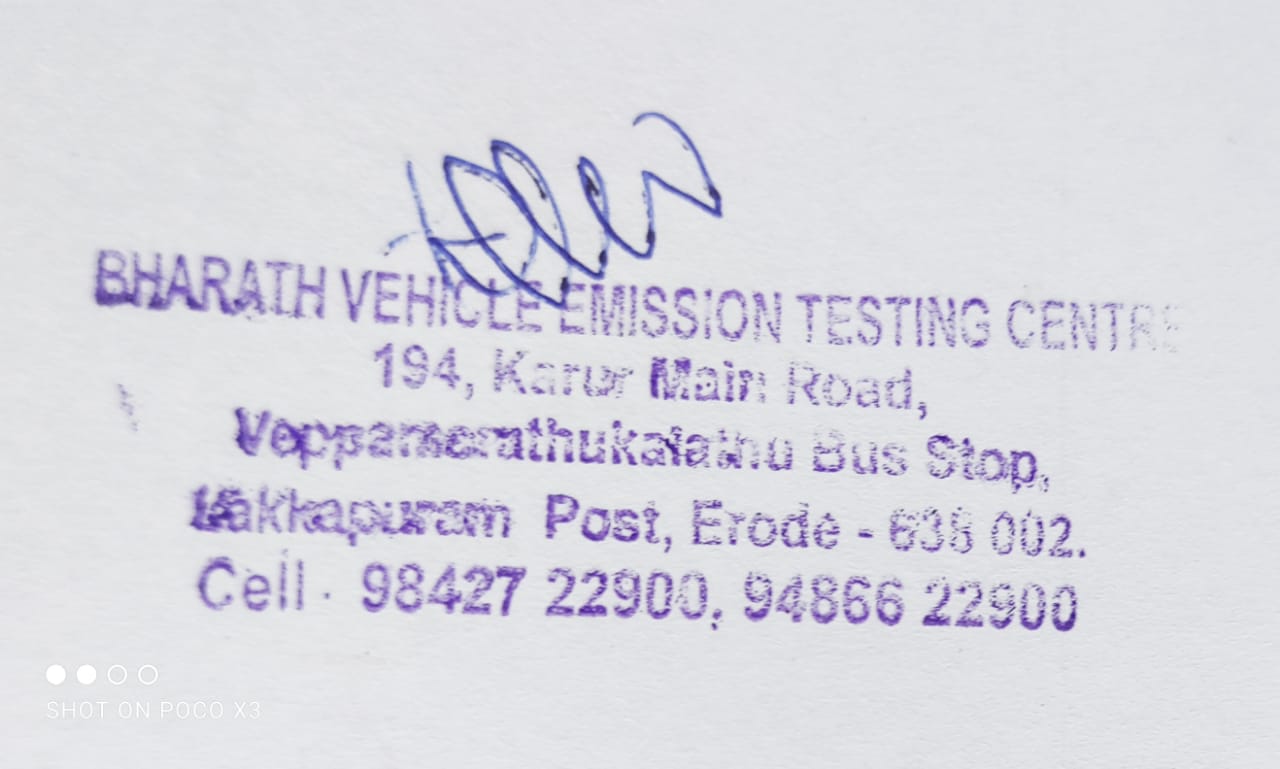 BHARATH VEHICLE EMISSION TESTING CENTRE
194, Karur Main Road,
Veppamarathukalathu Bus Stop,
Lakkapuram Post, Erode - 638 002.
Cell : 98427 22900, 94866 22900
SHOT ON POCO X3